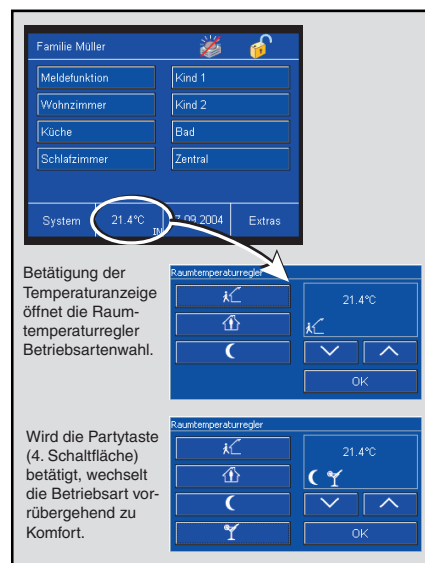 Familie Müller
Meldefunktion
Kind 1
Wohnzimmer
Kind 2
Küche
Bad
Schlafzimmer
Zentral
System
21.4°C
IN
7.09.2004
Extras
Betätigung der
Temperaturanzeige
öffnet die Raum-
temperaturregler
Betriebsartenwahl.
Raumtemperaturregler
21.4°C
OK
Wird die Partytaste
(4. Schaltfläche)
betätigt, wechselt
die Betriebsart vor-
rübergehend zu
Komfort.
Raumtemperaturregler
21.4°C
OK